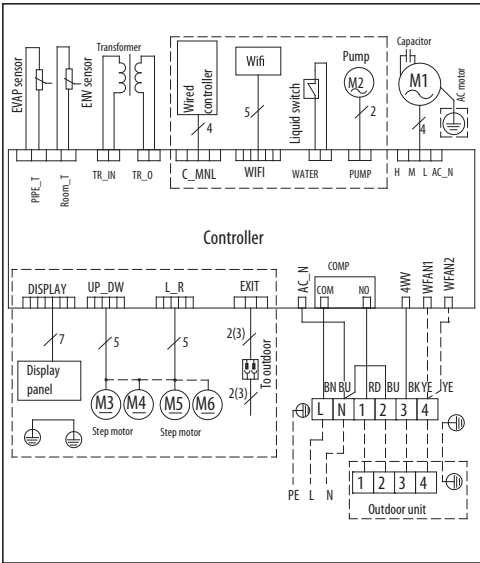 EVAP sensor
ENV sensor
Transformer
Wired
controller
Wifi
Liquid switch
Pump
M2
Capacitor
M1
AC motor
4
5
2
4
PIPE_T
Room_T
TR_IN
TR_O
C_MNL
WIFI
WATER
PUMP
H M L AC_N
Controller
DISPLAY
UP_DW
L_R
EXIT
AC_N
COMP
COM
NO
4WV
WFAN1
WFAN2
7
5
5
2(3)
2(3)
To outdoor
Display
panel
M3
M4
M5
M6
Step motor
Step motor
BN
BU
RD
BU
BK
YE
YE
L N 1 2 3 4
PE L N
1 2 3 4
Outdoor unit